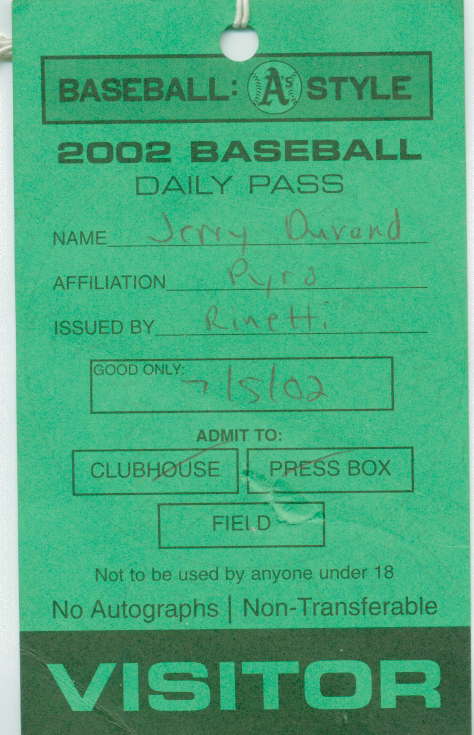 BASEBALL: A's STYLE
2002 BASEBALL
DAILY PASS
NAME Jerry Durand
AFFILIATION Pyro
ISSUED BY Rinetti
GOOD ONLY:
7/5/02
ADMIT TO:
CLUBHOUSE PRESS BOX
FIELD
Not to be used by anyone under 18
No Autographs | Non-Transferable
VISITOR